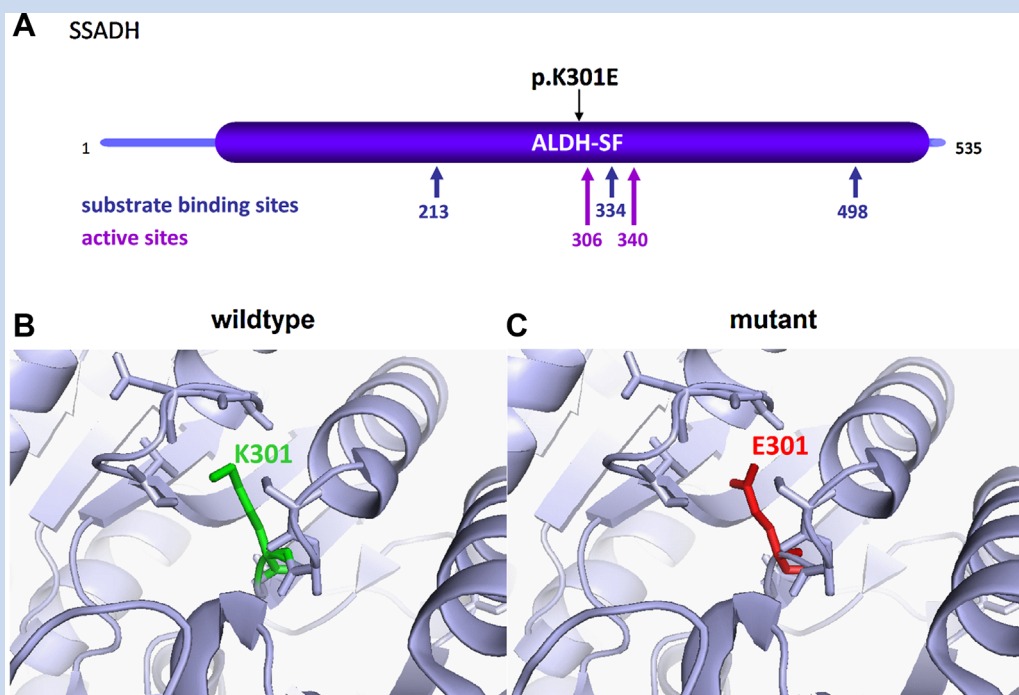 A SSADH
p.K301E
1 ALDH-SF 535
substrate binding sites 213 334 498
active sites 306 340
B wildtype C mutant
K301 E301